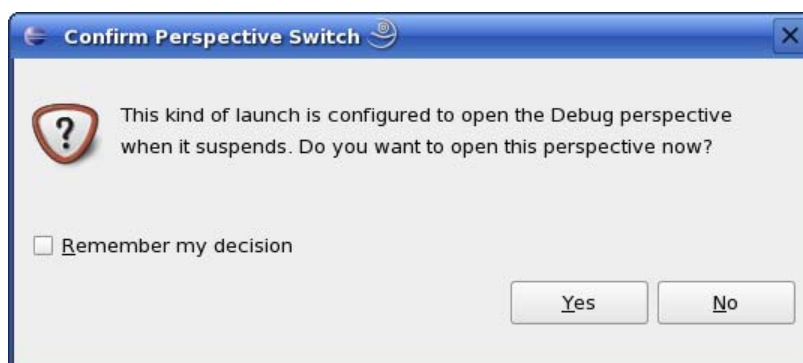 Confirm Perspective Switch
This kind of launch is configured to open the Debug perspective
when it suspends. Do you want to open this perspective now?
Remember my decision
Yes
No